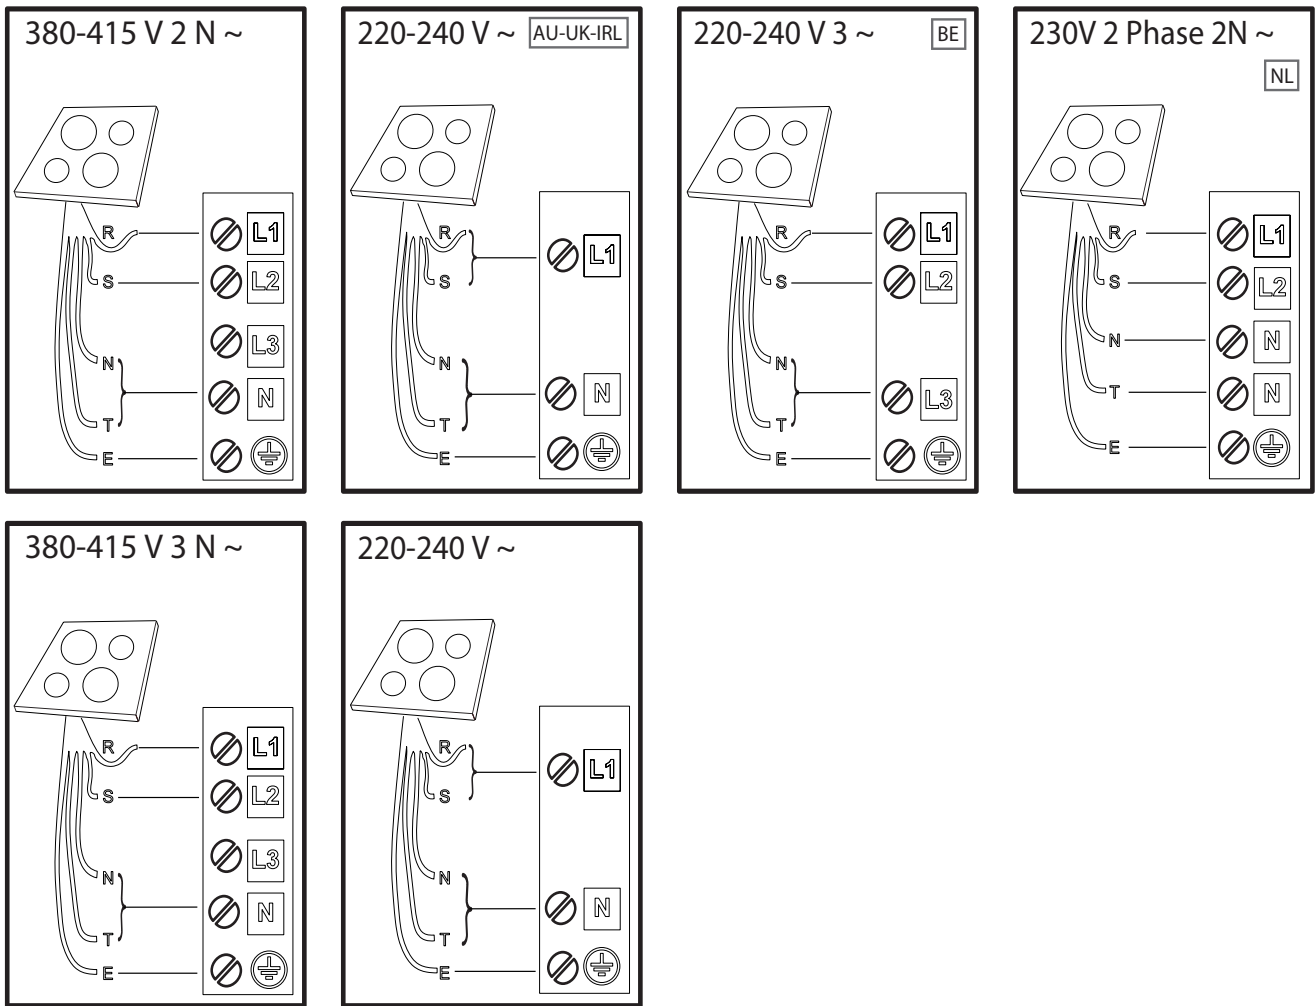 380-415 V 2 N ~
R L1
S L2
L3
N
N
T
E
220-240 V ~ AU-UK-IRL
R
L1
S
N
N
T
E
220-240 V 3 ~ BE
R L1
S L2
N
L3
T
E
230V 2 Phase 2N ~
NL
R L1
S L2
N N
T N
E
380-415 V 3 N ~
R L1
S L2
L3
N
N
T
E
220-240 V ~
R
L1
S
N
N
T
E